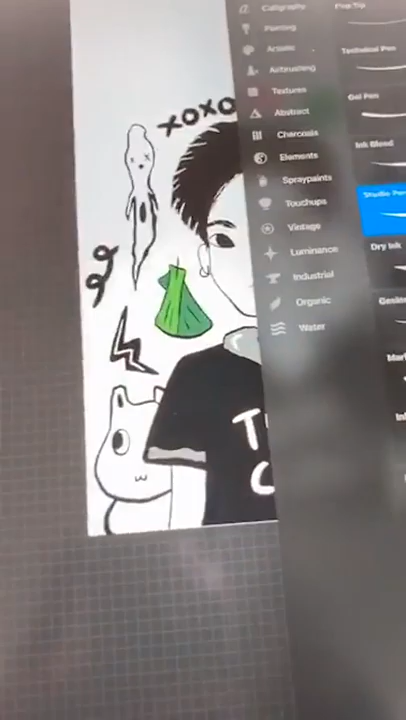 Calligraphy
Painting
Artistic
Airbrushing
Textures
Abstract
Charcoals
Elements
Spraypaints
Touchups
Vintage
Luminance
Industrial
Organic
Water
Technical Pen
Gel Pen
Ink Bleed
Studio Pen
Dry Ink
XOXO